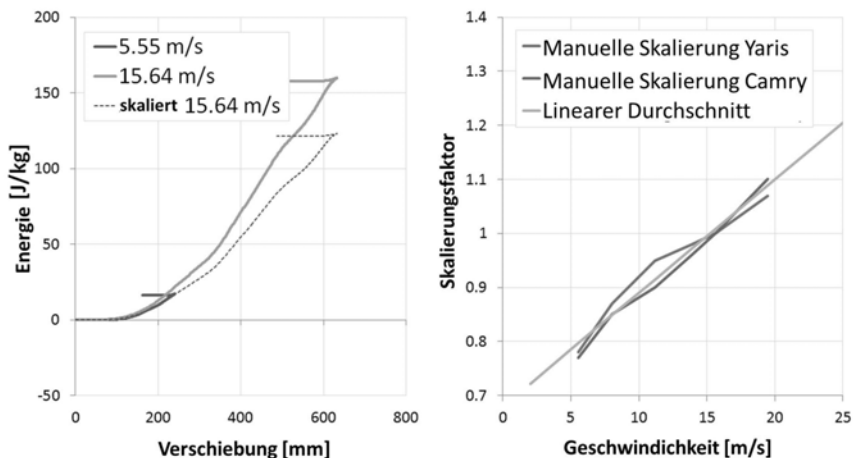 5.55 m/s
15.64 m/s
skaliert 15.64 m/s
200
150
100
50
0
-50
0
200
400
600
800
Energie [J/kg]
Verschiebung [mm]
Manuelle Skalierung Yaris
Manuelle Skalierung Camry
Linearer Durchschnitt
1.4
1.3
1.2
1.1
1
0.9
0.8
0.7
0
5
10
15
20
25
Skalierungsfaktor
Geschwindichkeit [m/s]